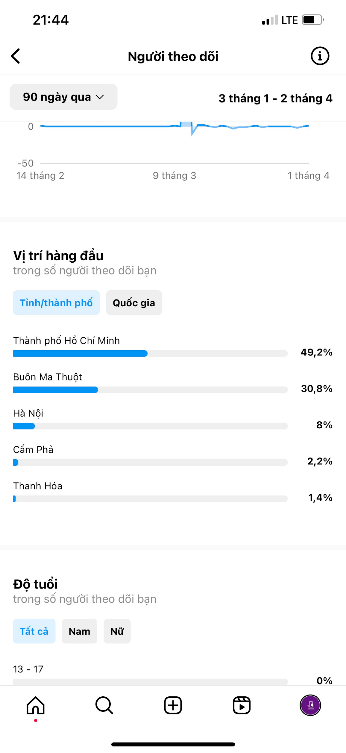 21:44
LTE
Người theo dõi
90 ngày qua
3 tháng 1 - 2 tháng 4
0
-50
14 tháng 2
9 tháng 3
1 tháng 4
Vị trí hàng đầu
trong số người theo dõi bạn
Tỉnh/thành phố
Quốc gia
Thành phố Hồ Chí Minh
49,2%
Buôn Ma Thuột
30,8%
Hà Nội
8%
Cẩm Phả
2,2%
Thanh Hóa
1,4%
Độ tuổi
trong số người theo dõi bạn
Tất cả
Nam
Nữ
13 - 17
0%